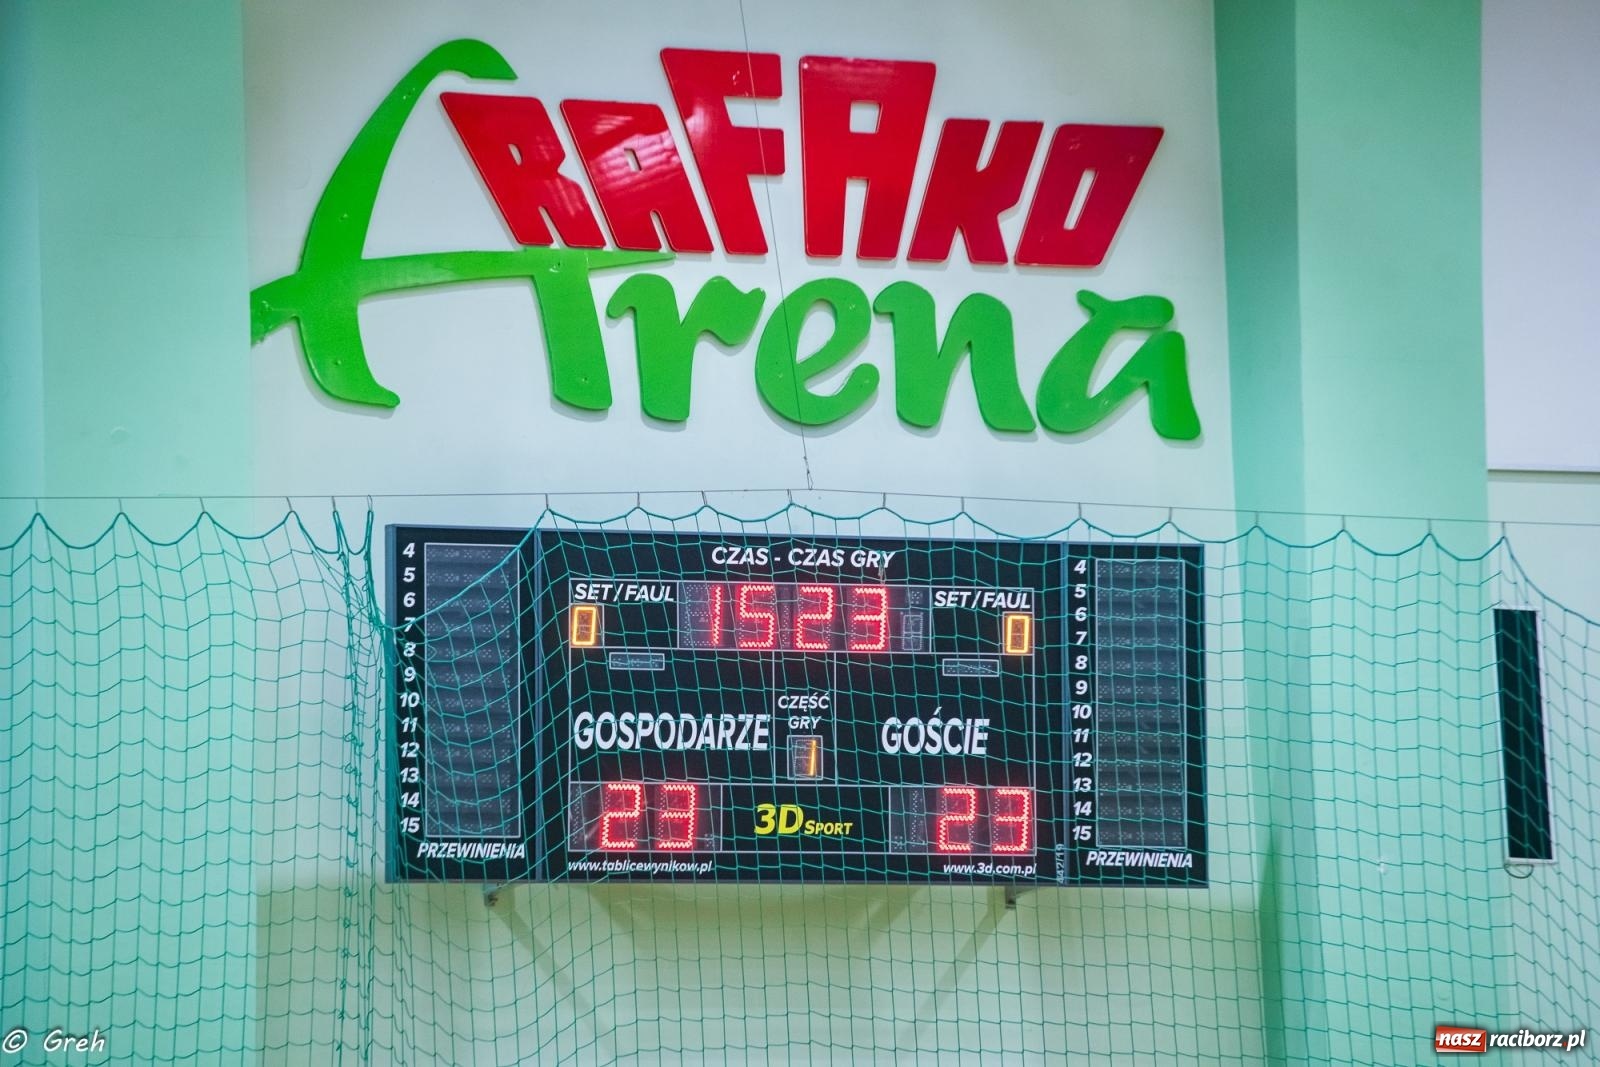 RAFAKO
Arena
CZAS - CZAS GRY
SET/FAUL 1523 SET/FAUL
0 0
CZĘŚĆ
GRY
GOSPODARZE GOŚCIE
1
23 3D SPORT 23
www.tablicewynikow.pl www.3d.com.pl
442/19
4 4
5 5
6 6
7 7
8 8
9 9
10 10
11 11
12 12
13 13
14 14
15 15
PRZEWINIENIA PRZEWINIENIA
© Greh
nasz raciborz.pl